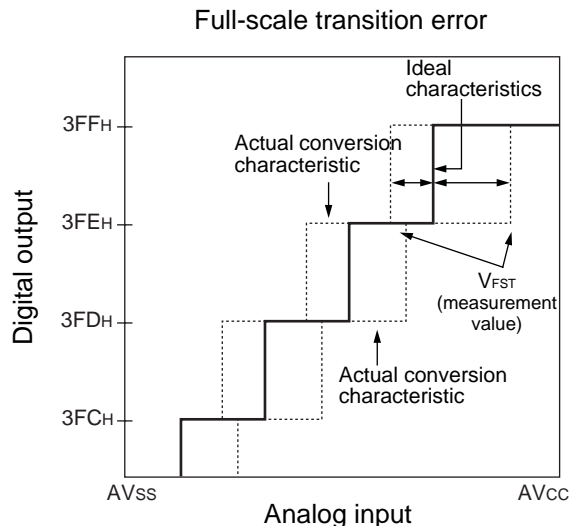 Full-scale transition error
Ideal
characteristics
3FFH
Actual conversion
characteristic
3FEH
VFST
(measurement
value)
Digital output
3FDH
Actual conversion
characteristic
3FCH
AVSS
AVCC
Analog input